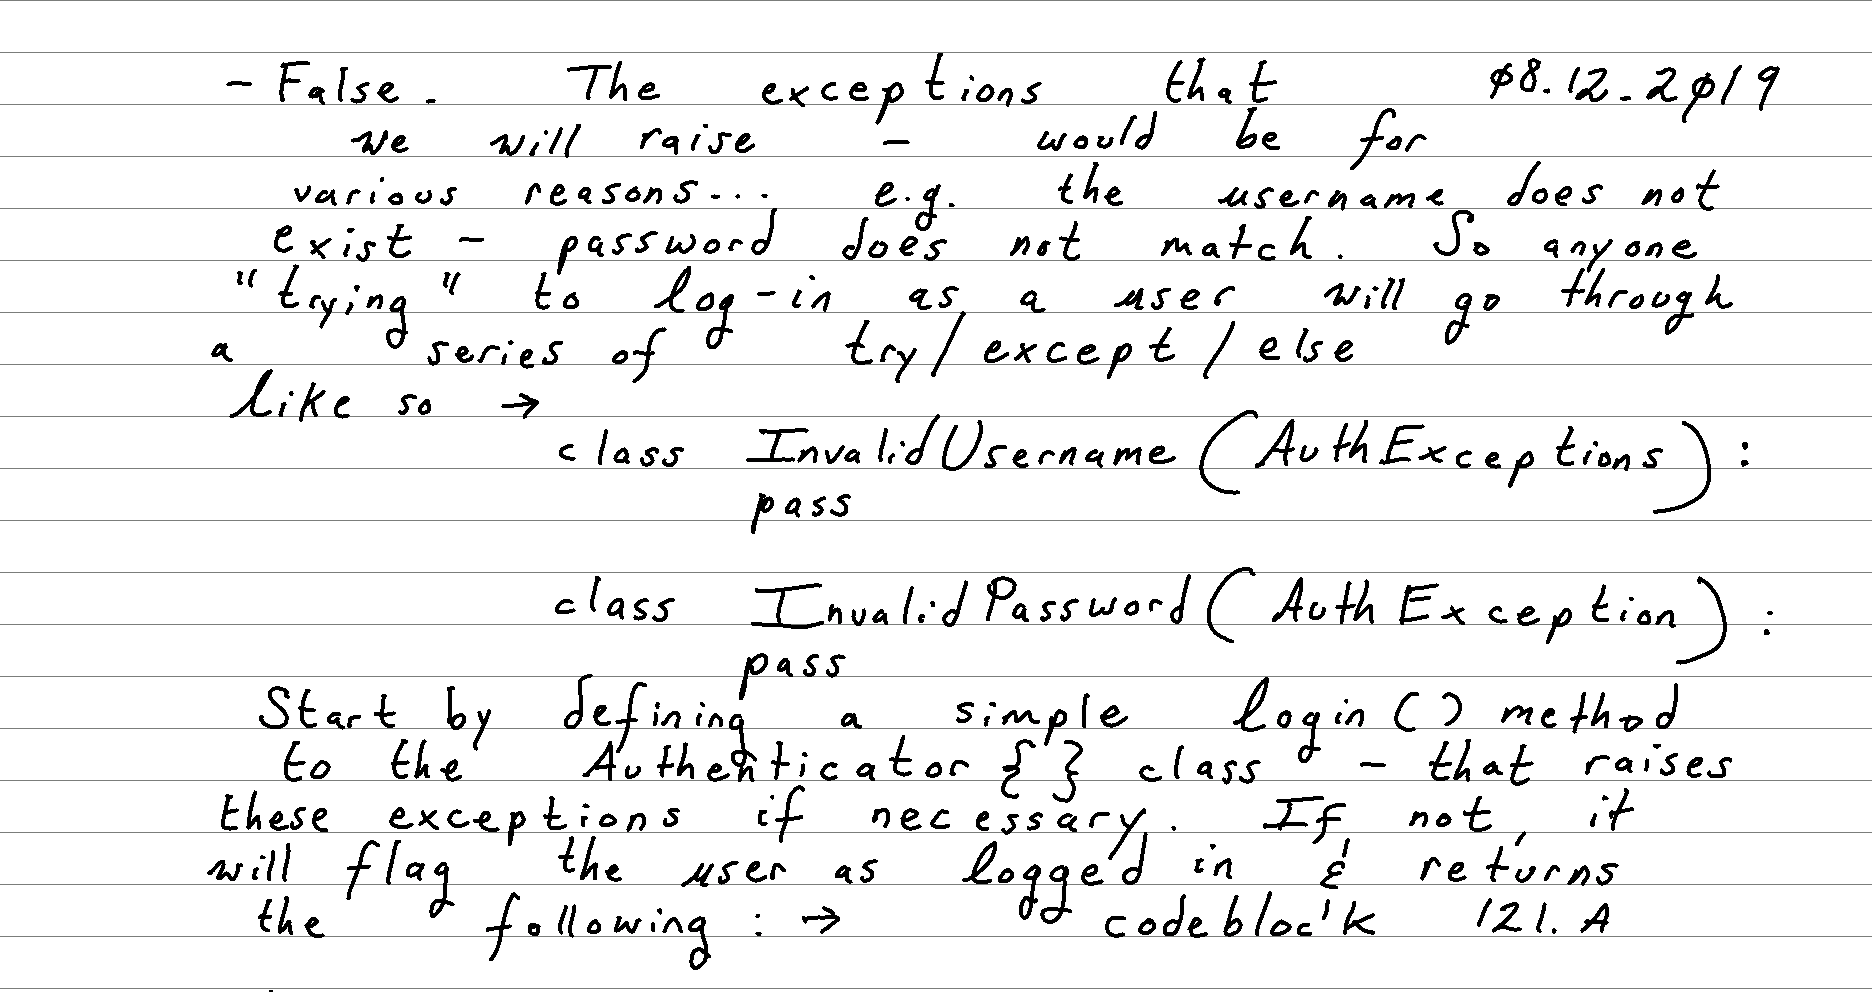 - False. The exceptions that 08.12.2019
we will raise - would be for
various reasons... e.g. the username does not
exist - password does not match. So anyone
"trying" to log-in as a user will go through
a series of try/except/else
like so →
class InvalidUsername(AuthExceptions):
pass
class InvalidPassword(AuthException):
pass
Start by defining a simple login() method
to the Authenticator {} class - that raises
these exceptions if necessary. If not, it
will flag the user as logged in & returns
the following: → codeblock 121.A